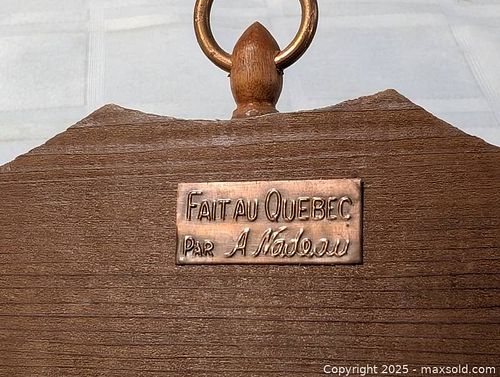 FAIT AU QUEBEC
PAR A Nadeau
Copyright 2025 - maxsold.com